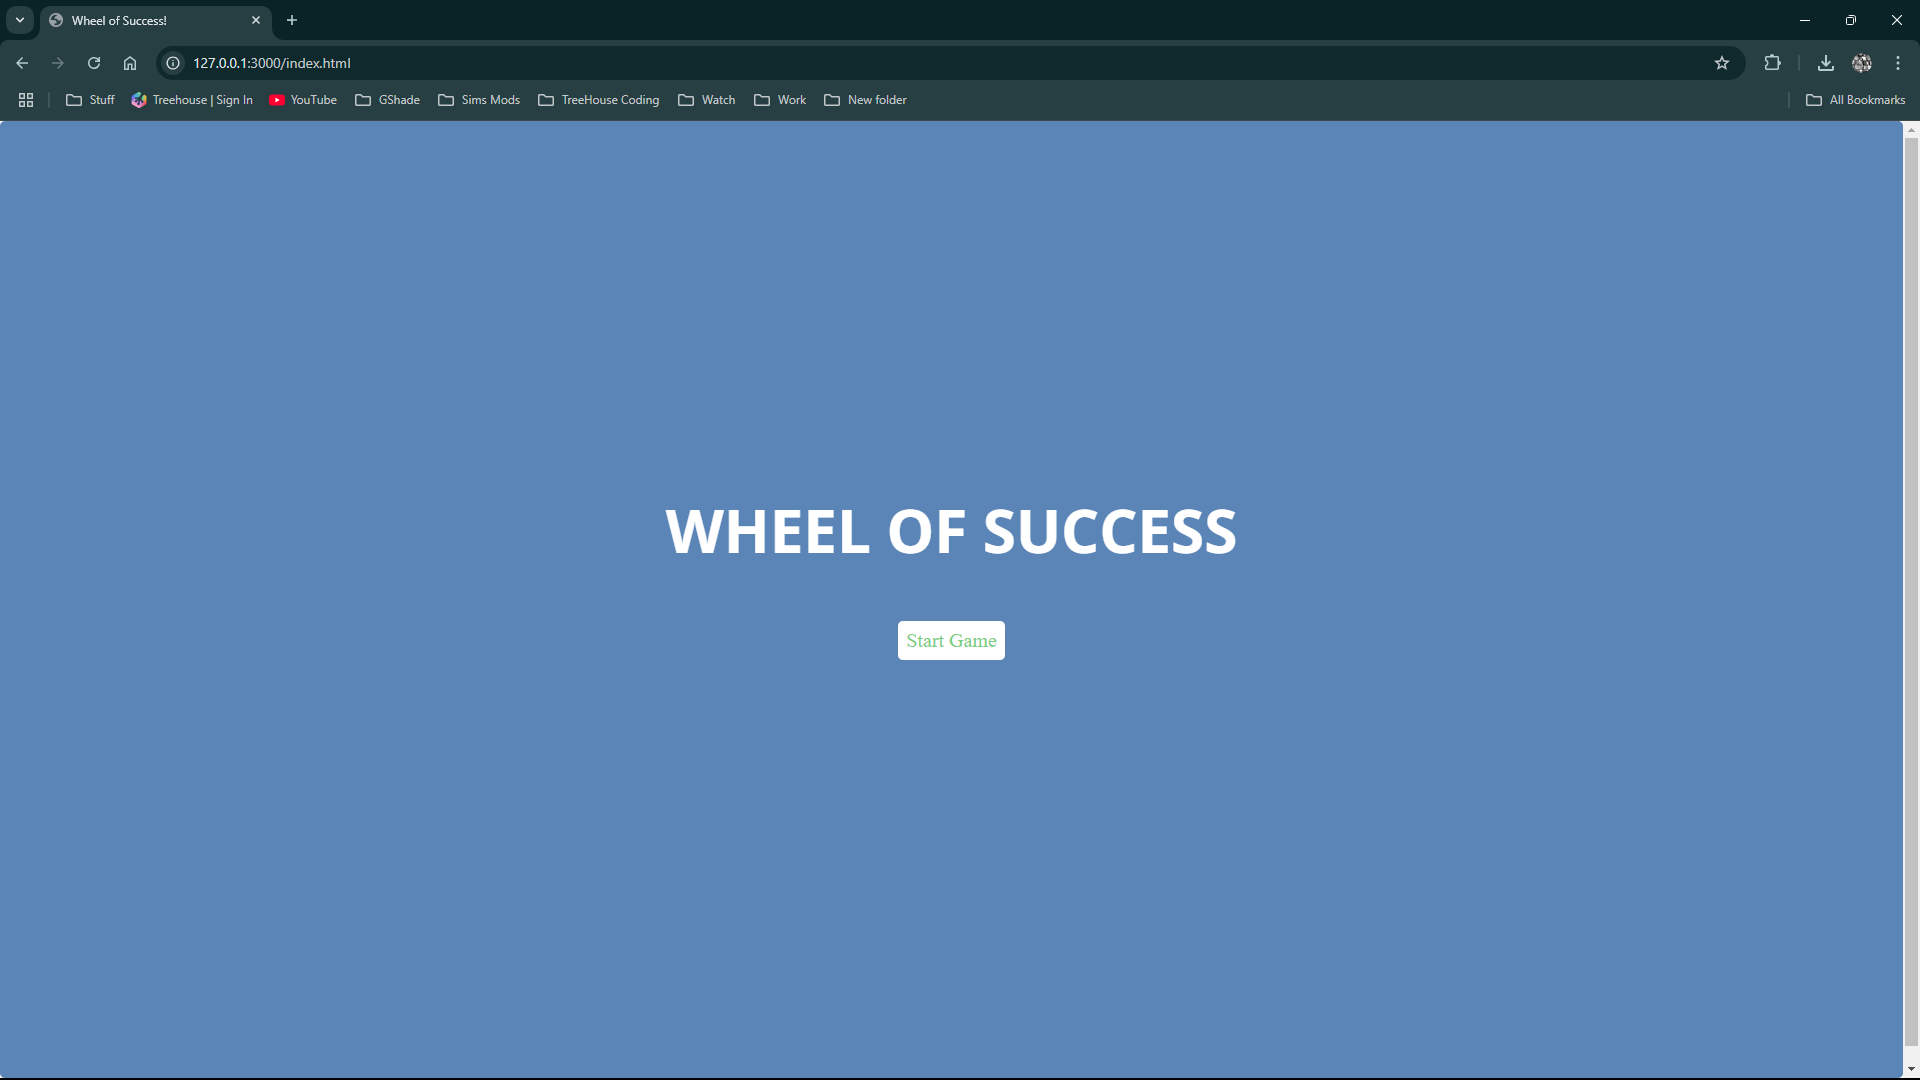 Wheel of Success!
127.0.0.1:3000/index.html
Stuff Treehouse | Sign In YouTube GShade Sims Mods TreeHouse Coding Watch Work New folder All Bookmarks
WHEEL OF SUCCESS
Start Game